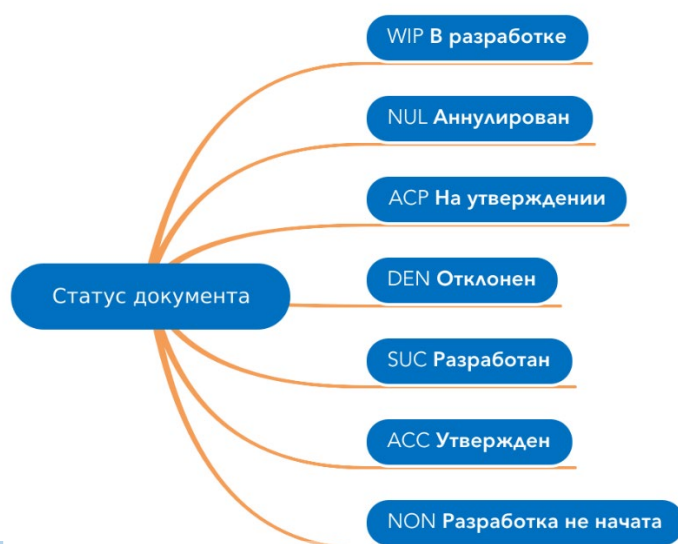 WIP В разработке
NUL Аннулирован
ACP На утверждении
Статус документа
DEN Отклонен
SUC Разработан
ACC Утвержден
NON Разработка не начата